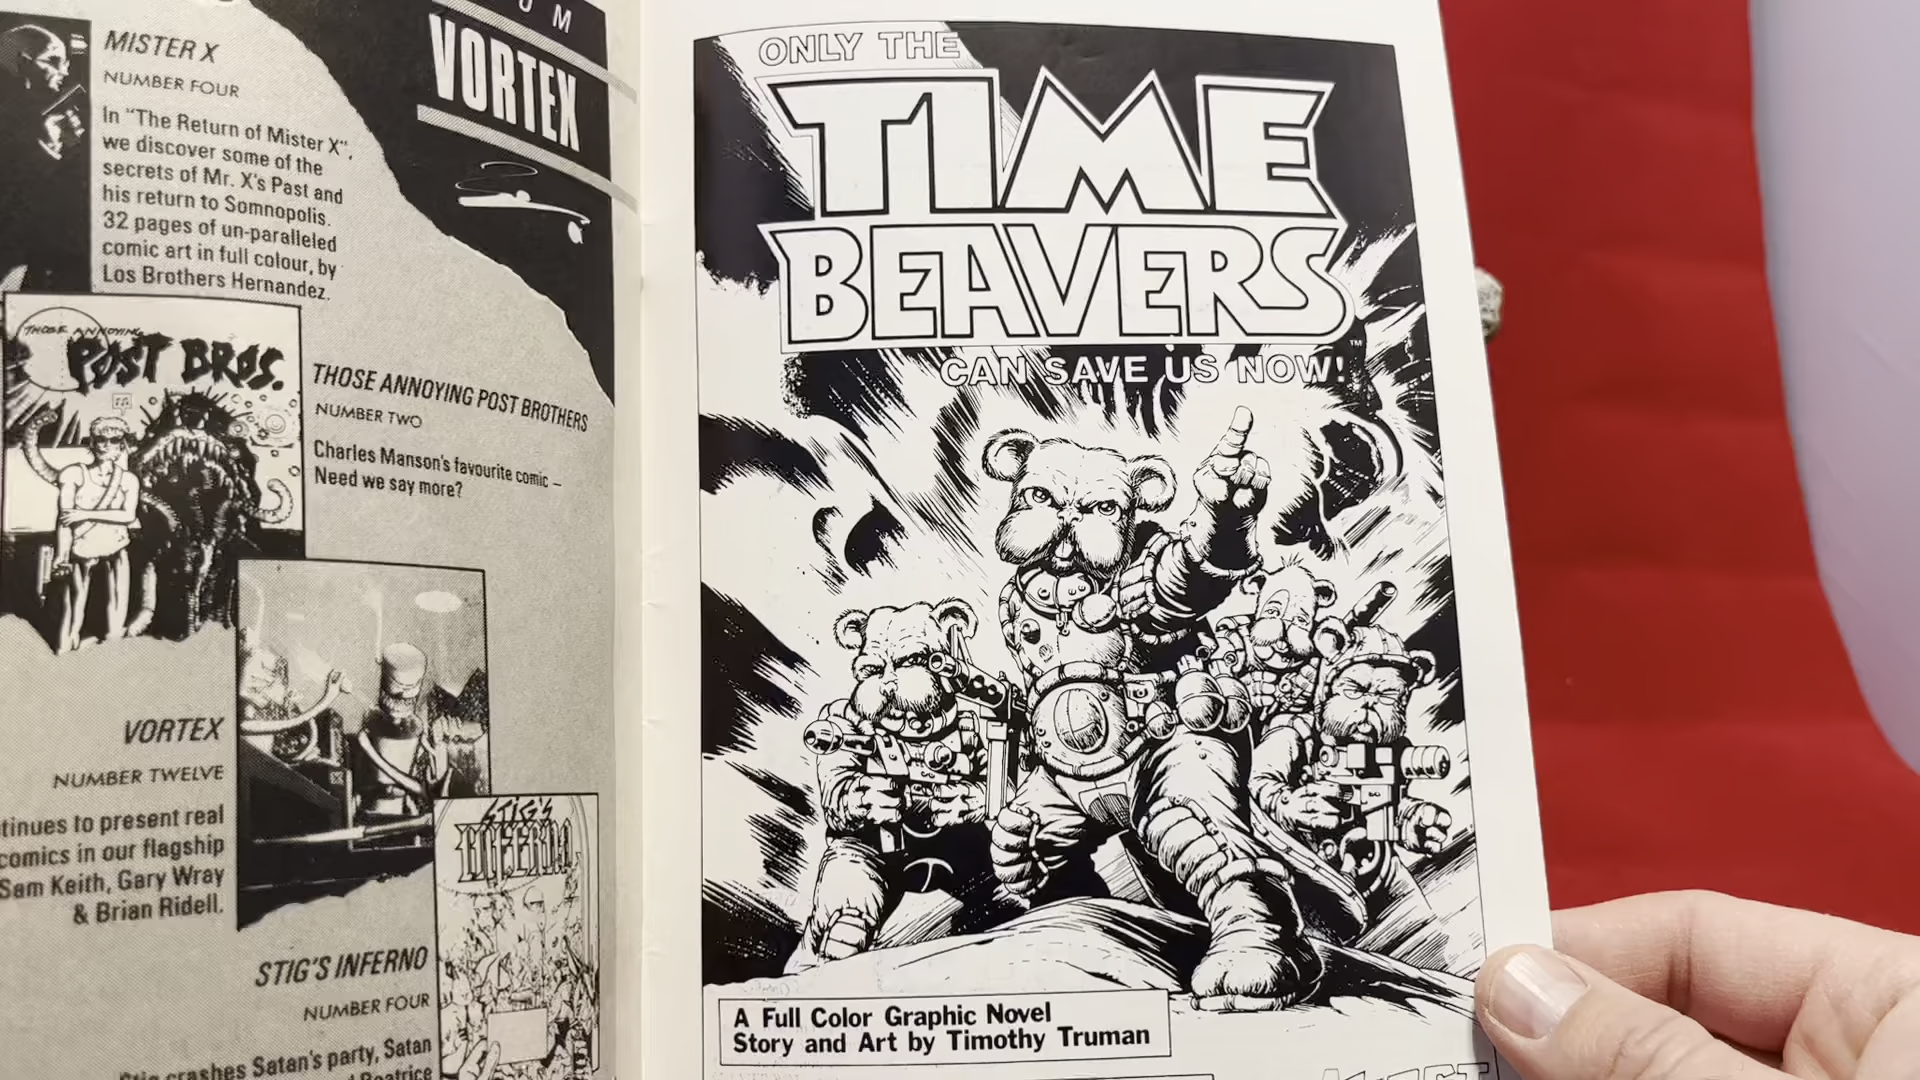 UM
VORTEX
MISTER X
NUMBER FOUR
In "The Return of Mister X",
we discover some of the
secrets of Mr. X's Past and
his return to Somnopolis.
32 pages of un-paralleled
comic art in full colour, by
Los Brothers Hernandez.
THOSE ANNOYING
POST BROS.
THOSE ANNOYING POST BROTHERS
NUMBER TWO
Charles Manson's favourite comic –
Need we say more?
VORTEX
NUMBER TWELVE
tinues to present real
comics in our flagship
Sam Keith, Gary Wray
& Brian Ridell.
STIG'S
INFERNO
STIG'S INFERNO
NUMBER FOUR
Stig crashes Satan's party, Satan
Beatrice
ONLY THE
TIME
BEAVERS
™
CAN SAVE US NOW!
A Full Color Graphic Novel
Story and Art by Timothy Truman